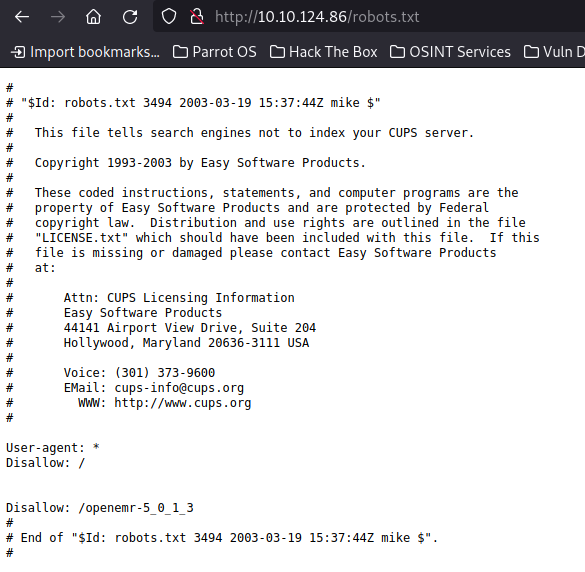 http://10.10.124.86/robots.txt
Import bookmarks... Parrot OS Hack The Box OSINT Services Vuln D
#
# "$Id: robots.txt 3494 2003-03-19 15:37:44Z mike $"
#
#   This file tells search engines not to index your CUPS server.
#
#   Copyright 1993-2003 by Easy Software Products.
#
#   These coded instructions, statements, and computer programs are the
#   property of Easy Software Products and are protected by Federal
#   copyright law.  Distribution and use rights are outlined in the file
#   "LICENSE.txt" which should have been included with this file.  If this
#   file is missing or damaged please contact Easy Software Products
#   at:
#
#       Attn: CUPS Licensing Information
#       Easy Software Products
#       44141 Airport View Drive, Suite 204
#       Hollywood, Maryland 20636-3111 USA
#
#       Voice: (301) 373-9600
#       EMail: cups-info@cups.org
#         WWW: http://www.cups.org
#
User-agent: *
Disallow: /
Disallow: /openemr-5_0_1_3
#
# End of "$Id: robots.txt 3494 2003-03-19 15:37:44Z mike $".
#